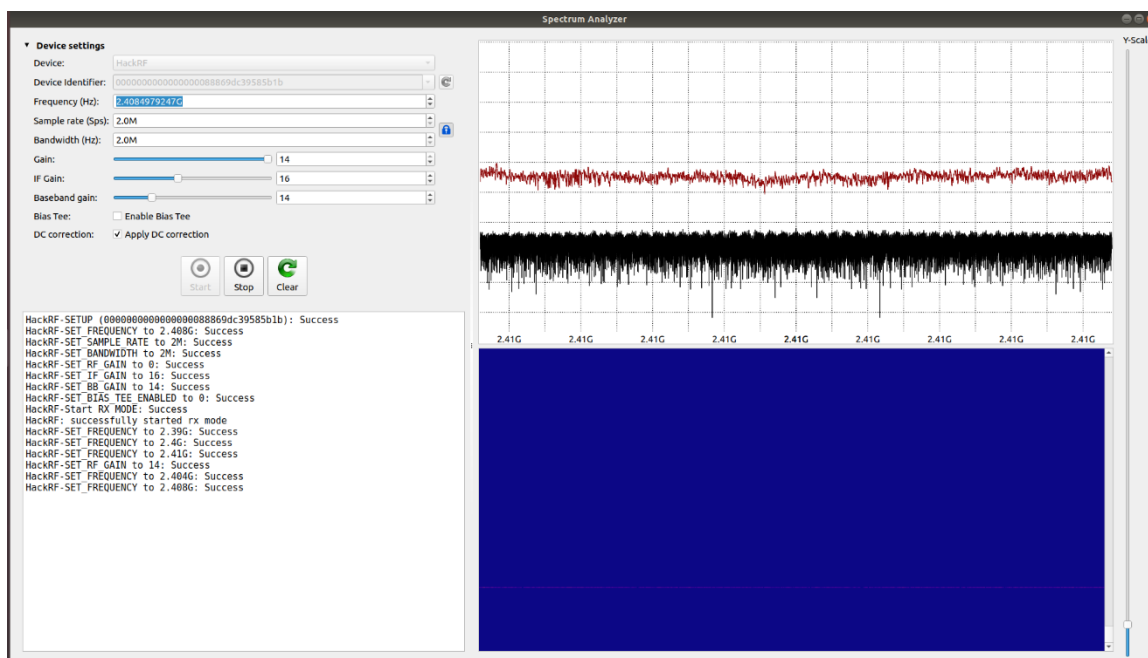 Spectrum Analyzer
Device settings
Device: HackRF
Device Identifier: 0000000000000000088869dc39585b1b
Frequency (Hz): 2.4084979247G
Sample rate (Sps): 2.0M
Bandwidth (Hz): 2.0M
Gain: 14
IF Gain: 16
Baseband gain: 14
Bias Tee: Enable Bias Tee
DC correction: Apply DC correction
Start Stop Clear
HackRF-SETUP (0000000000000000088869dc39585b1b): Success
HackRF-SET_FREQUENCY to 2.408G: Success
HackRF-SET_SAMPLE_RATE to 2M: Success
HackRF-SET_BANDWIDTH to 2M: Success
HackRF-SET_RF_GAIN to 0: Success
HackRF-SET_IF_GAIN to 16: Success
HackRF-SET_BB_GAIN to 14: Success
HackRF-SET_BIAS_TEE_ENABLED to 0: Success
HackRF-Start RX MODE: Success
HackRF: successfully started rx mode
HackRF-SET_FREQUENCY to 2.39G: Success
HackRF-SET_FREQUENCY to 2.4G: Success
HackRF-SET_FREQUENCY to 2.41G: Success
HackRF-SET_RF_GAIN to 14: Success
HackRF-SET_FREQUENCY to 2.404G: Success
HackRF-SET_FREQUENCY to 2.408G: Success
Y-Scal
2.41G 2.41G 2.41G 2.41G 2.41G 2.41G 2.41G 2.41G 2.41G